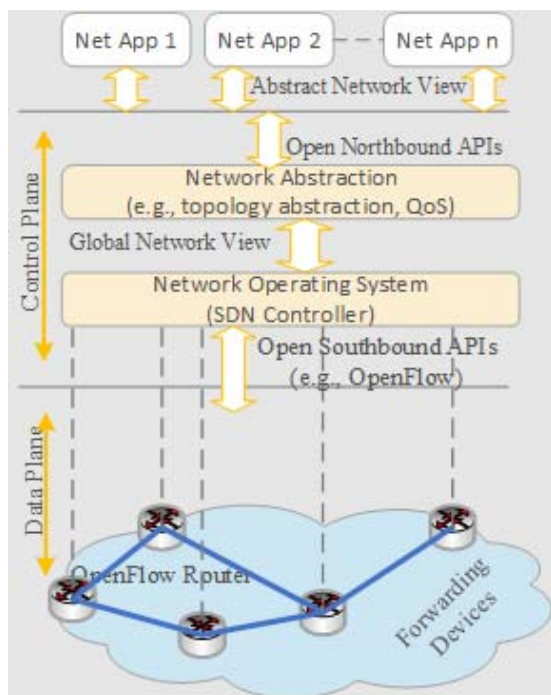 Net App 1
Net App 2
Net App n
Abstract Network View
Open Northbound APIs
Network Abstraction
(e.g., topology abstraction, QoS)
Global Network View
Network Operating System
(SDN Controller)
Open Southbound APIs
(e.g., OpenFlow)
Control Plane
Data Plane
OpenFlow Router
Forwarding
Devices